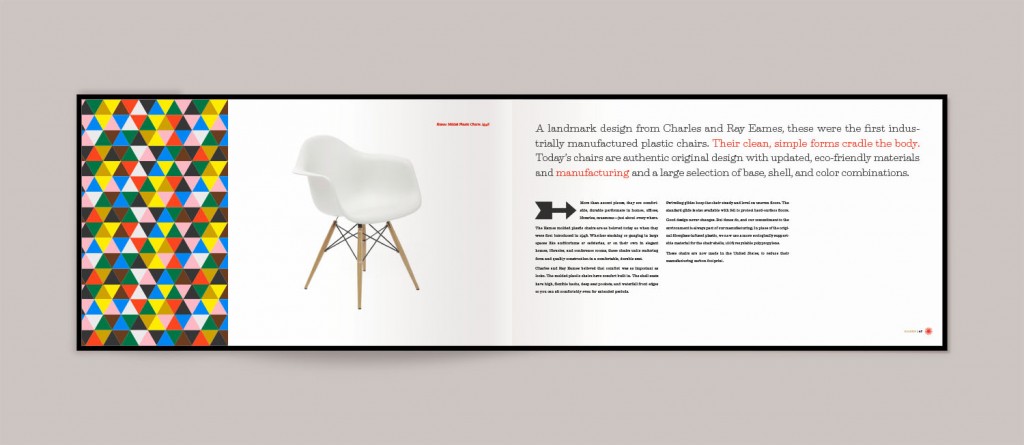 Eames Molded Plastic Chairs 1948
A landmark design from Charles and Ray Eames, these were the first indus-
trially manufactured plastic chairs. Their clean, simple forms cradle the body.
Today's chairs are authentic original design with updated, eco-friendly materials
and manufacturing and a large selection of base, shell, and color combinations.
More than accent pieces, they are comfort-
able, durable performers in homes, offices,
libraries, museums—just about everywhere.
The Eames molded plastic chairs are as beloved today as when they
were first introduced in 1948. Whether stacking or ganging in large
spaces like auditoriums or cafeterias, or on their own in elegant
homes, libraries, and conference rooms, these chairs unite enduring
form and quality construction in a comfortable, durable seat.
Charles and Ray Eames believed that comfort was as important as
looks. The molded plastic chairs have comfort built in. The shell seats
have high, flexible backs, deep seat pockets, and waterfall front edges
so you can sit comfortably even for extended periods.
Swiveling glides keep the chair steady and level on uneven floors. The
standard glide is also available with felt to protect hard-surface floors.
Good design never changes. But times do, and our commitment to the
environment is always part of our manufacturing. In place of the origi-
nal fiberglass-tufted plastic, we now use a more ecologically support-
able material for the chair shells, 100% recyclable polypropylene.
These chairs are now made in the United States, to reduce their
manufacturing carbon footprint.